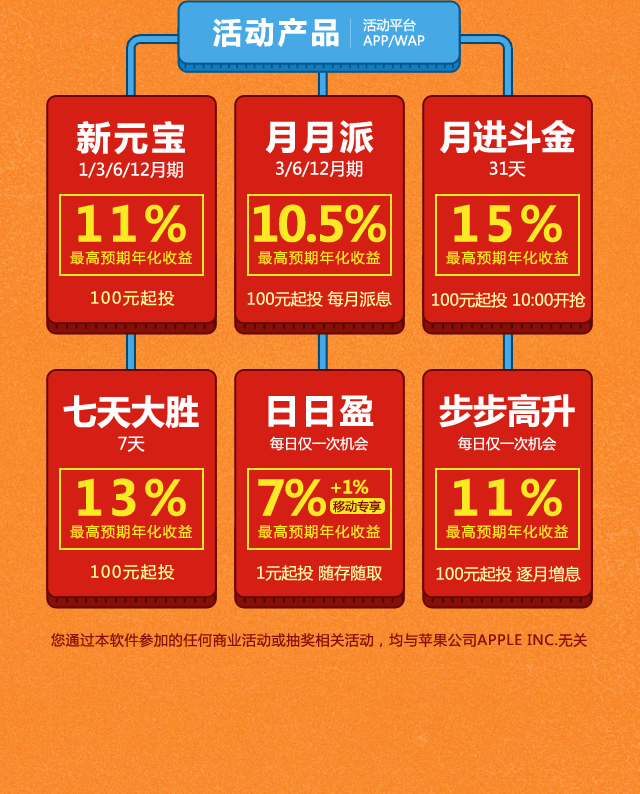 活动产品
活动平台
APP/WAP
新元宝
1/3/6/12月期
11%
最高预期年化收益
100元起投
月月派
3/6/12月期
10.5%
最高预期年化收益
100元起投 每月派息
月进斗金
31天
15%
最高预期年化收益
100元起投 10:00开抢
七天大胜
7天
13%
最高预期年化收益
100元起投
日日盈
每日仅一次机会
7%
+1%
移动专享
最高预期年化收益
1元起投 随存随取
步步高升
每日仅一次机会
11%
最高预期年化收益
100元起投 逐月增息
您通过本软件参加的任何商业活动或抽奖相关活动，均与苹果公司APPLE INC.无关